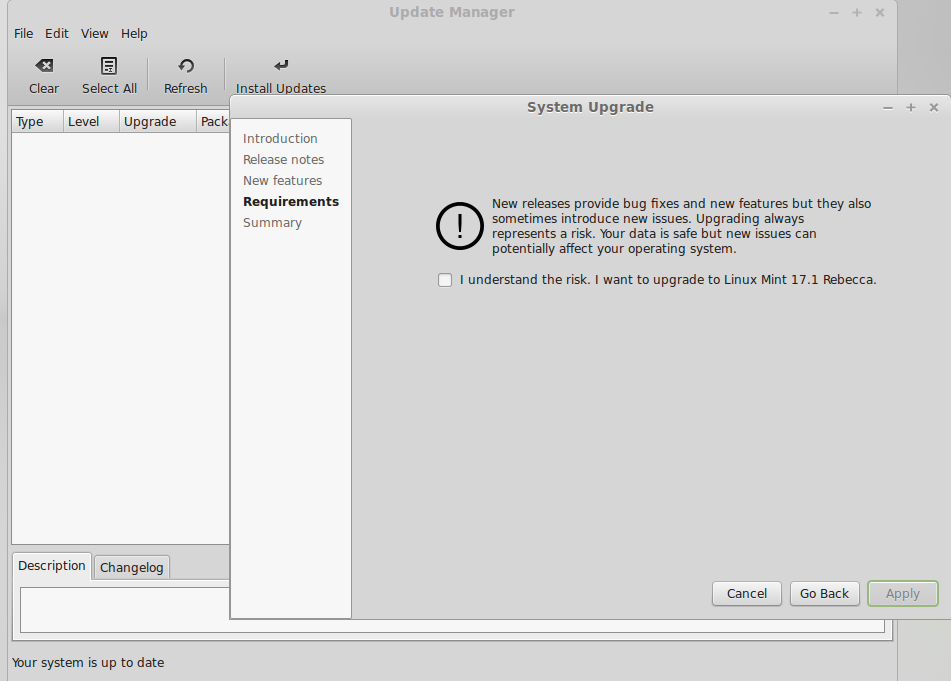 Update Manager
File Edit View Help
Clear Select All Refresh Install Updates
Type Level Upgrade
System Upgrade
Introduction
Release notes
New features
Requirements
Summary
New releases provide bug fixes and new features but they also
sometimes introduce new issues. Upgrading always
represents a risk. Your data is safe but new issues can
potentially affect your operating system.
I understand the risk. I want to upgrade to Linux Mint 17.1 Rebecca.
Cancel Go Back Apply
Description Changelog
Your system is up to date